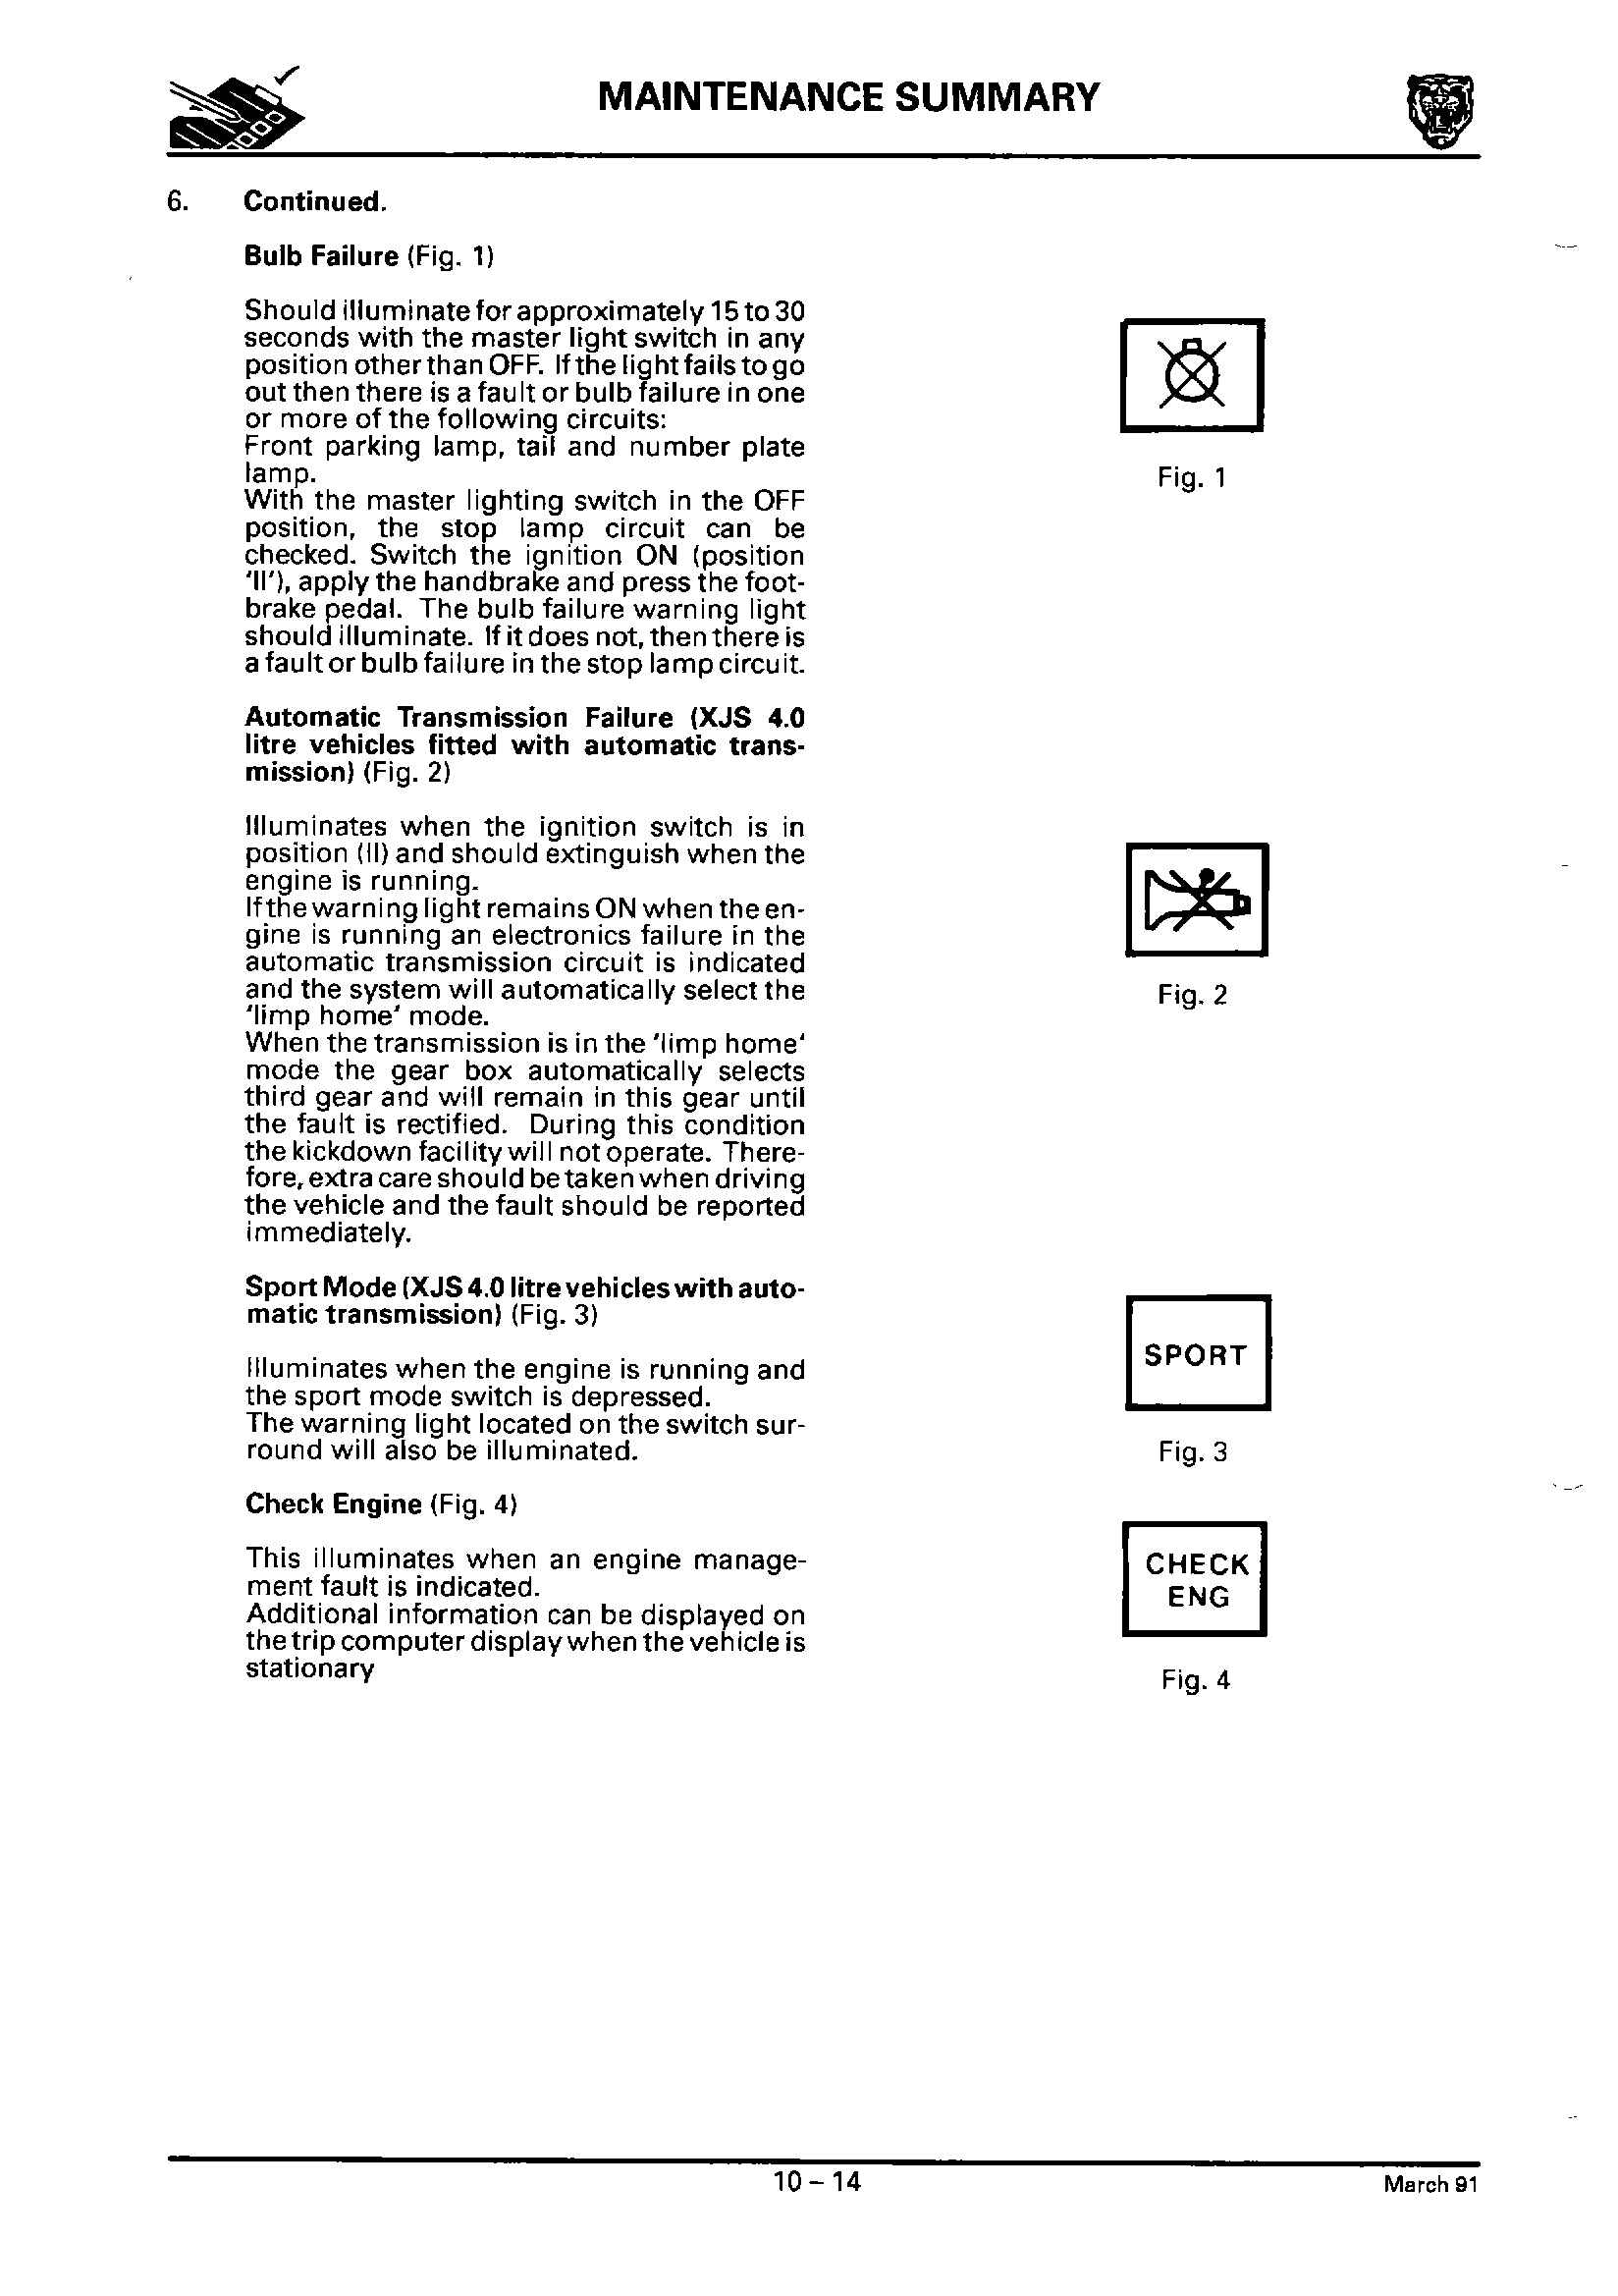 MAINTENANCE SUMMARY
6. Continued.
Bulb Failure (Fig. 1)
Should illuminate for approximately 15 to 30
seconds with the master light switch in any
position other than OFF. If the light fails to go
out then there is a fault or bulb failure in one
or more of the following circuits:
Front parking lamp, tail and number plate
lamp.
With the master lighting switch in the OFF
position, the stop lamp circuit can be
checked. Switch the ignition ON (position
'II'), apply the handbrake and press the foot-
brake pedal. The bulb failure warning light
should illuminate. If it does not, then there is
a fault or bulb failure in the stop lamp circuit.
Fig. 1
Automatic Transmission Failure (XJS 4.0
litre vehicles fitted with automatic trans-
mission) (Fig. 2)
Illuminates when the ignition switch is in
position (II) and should extinguish when the
engine is running.
If the warning light remains ON when the en-
gine is running an electronics failure in the
automatic transmission circuit is indicated
and the system will automatically select the
'limp home' mode.
When the transmission is in the 'limp home'
mode the gear box automatically selects
third gear and will remain in this gear until
the fault is rectified. During this condition
the kickdown facility will not operate. There-
fore, extra care should be taken when driving
the vehicle and the fault should be reported
immediately.
Fig. 2
Sport Mode (XJS 4.0 litre vehicles with auto-
matic transmission) (Fig. 3)
Illuminates when the engine is running and
the sport mode switch is depressed.
The warning light located on the switch sur-
round will also be illuminated.
SPORT
Fig. 3
Check Engine (Fig. 4)
This illuminates when an engine manage-
ment fault is indicated.
Additional information can be displayed on
the trip computer display when the vehicle is
stationary
CHECK
ENG
Fig. 4
10 – 14
March 91